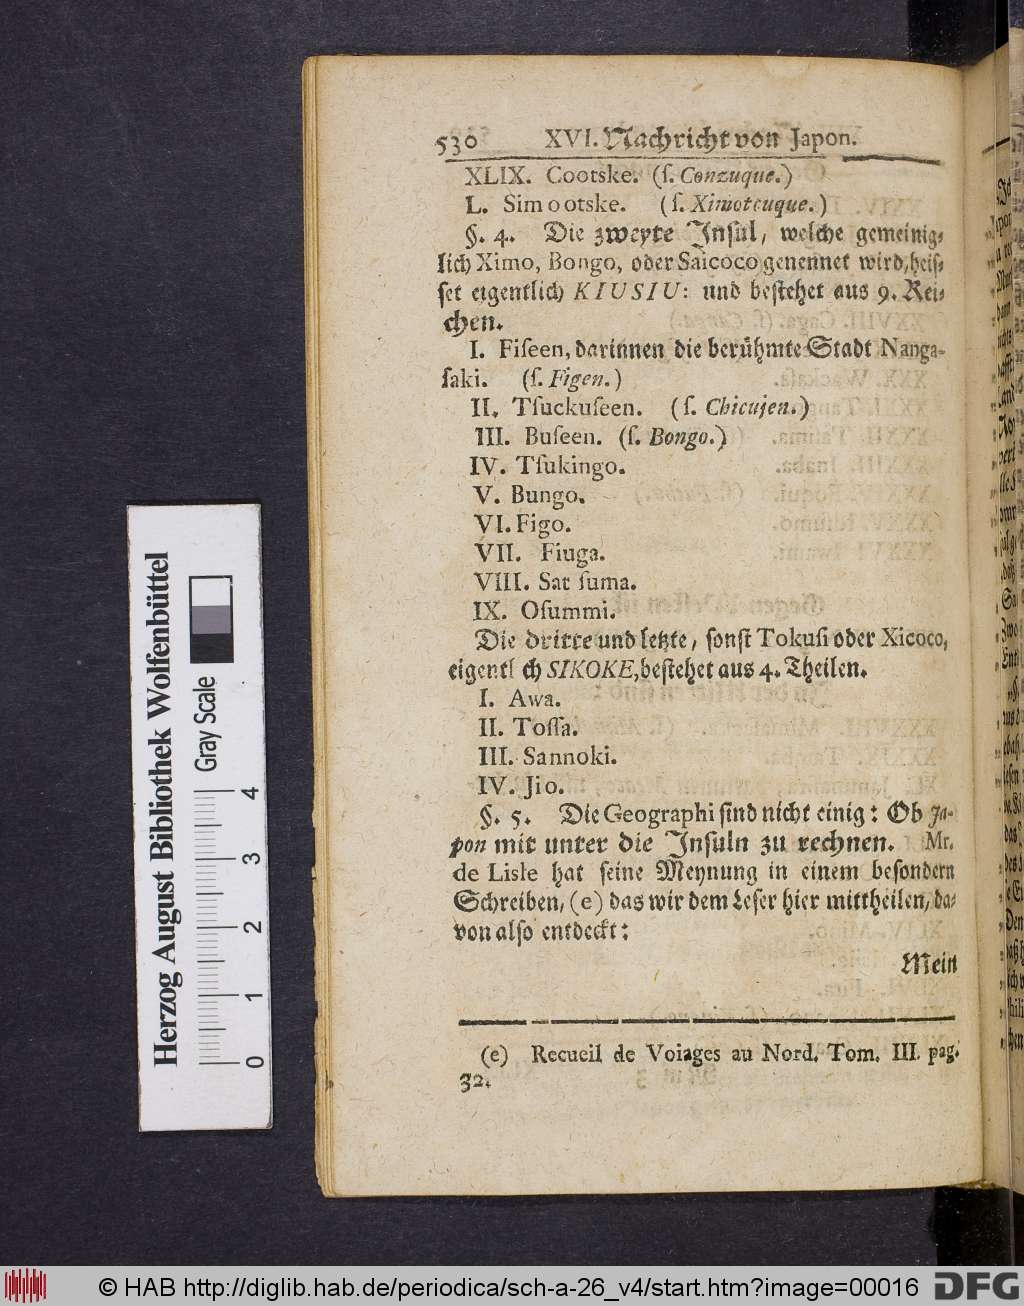 530 XVI. Nachricht von Japon.
XLIX. Cootske. (ſ. Conzuque.)
L. Simootske. (ſ. Ximotcuque.)
§. 4. Die zweyte Inſul, welche gemeinig-
lich Ximo, Bongo, oder Saicoco genennet wird, heiſ-
ſet eigentlich KIUSIU: und beſtehet aus 9. Rei-
chen.
I. Fiſeen, darinnen die berühmte Stadt Nanga-
ſaki. (ſ. Figen.)
II. Tſuckuſeen. (ſ. Chicujen.)
III. Buſeen. (ſ. Bongo.)
IV. Tſukingo.
V. Bungo.
VI. Figo.
VII. Fiuga.
VIII. Sat ſuma.
IX. Oſummi.
Die dritte und letzte, ſonſt Tokuſi oder Xicoco,
eigentl ch SIKOKE, beſtehet aus 4. Theilen.
I. Awa.
II. Toſſa.
III. Sannoki.
IV. Jio.
§. 5. Die Geographi ſind nicht einig: Ob Ja-
pon mit unter die Inſuln zu rechnen. Mr.
de Lisle hat ſeine Meynung in einem beſondern
Schreiben, (e) das wir dem Leſer hier mittheilen, da-
von alſo entdeckt:
Mein
(e) Recueil de Voiages au Nord. Tom. III. pag.
32.
Herzog August Bibliothek Wolfenbüttel
Gray Scale
0 1 2 3 4
© HAB http://diglib.hab.de/periodica/sch-a-26_v4/start.htm?image=00016
DFG